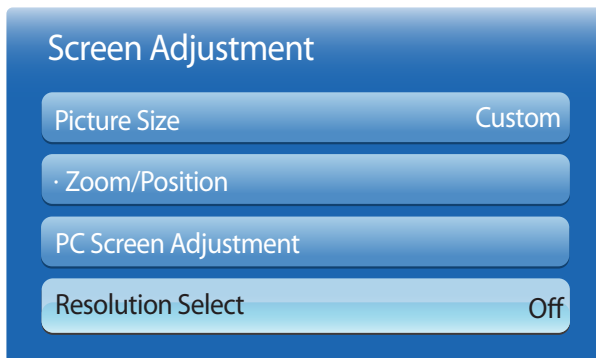 Screen Adjustment
Picture Size Custom
· Zoom/Position
PC Screen Adjustment
Resolution Select Off